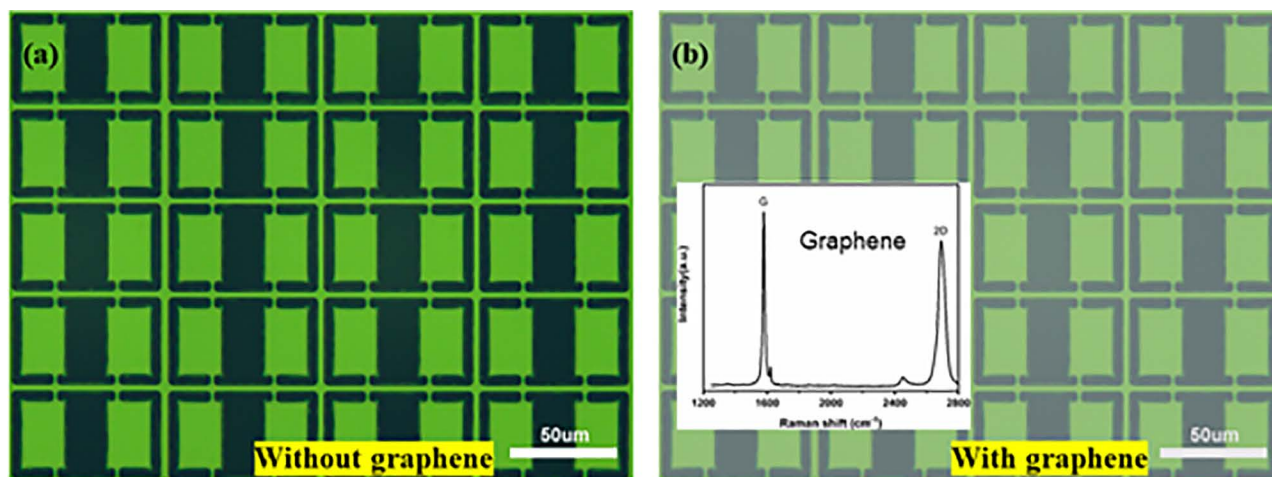 (a)
50um
Without graphene
(b)
G
2D
Graphene
Intensity(a.u.)
1200 1600 2000 2400 2800
Raman shift (cm⁻¹)
50um
With graphene